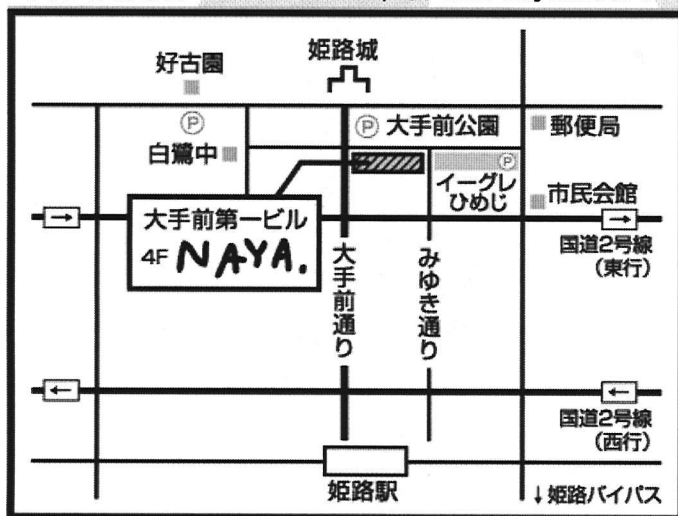 姫路城
好古園
Ⓟ
Ⓟ 大手前公園
郵便局
白鷺中
Ⓟ
イーグレ
ひめじ
市民会館
大手前第一ビル
4F NAYA.
→
→
国道2号線
(東行)
大手前通り
みゆき通り
←
←
国道2号線
(西行)
姫路駅
↓姫路バイパス